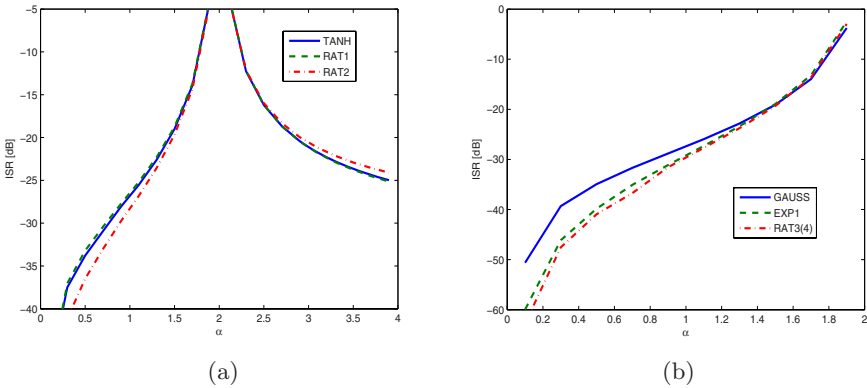 −5
−10
−15
−20
−25
−30
−35
−40
ISR [dB]
0
0.5
1
1.5
2
2.5
3
3.5
4
α
TANH
RAT1
RAT2
(a)
0
−10
−20
−30
−40
−50
−60
ISR [dB]
0
0.2
0.4
0.6
0.8
1
1.2
1.4
1.6
1.8
2
α
GAUSS
EXP1
RAT3(4)
(b)